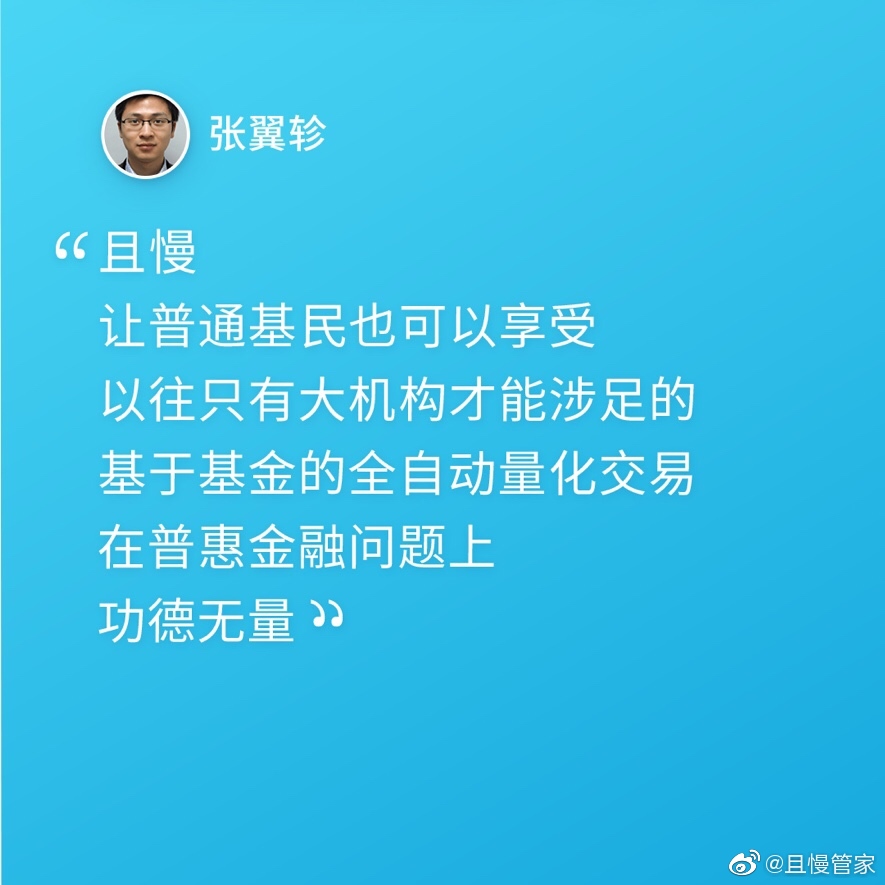 张翼轸
“且慢
让普通基民也可以享受
以往只有大机构才能涉足的
基于基金的全自动量化交易
在普惠金融问题上
功德无量”
@且慢管家